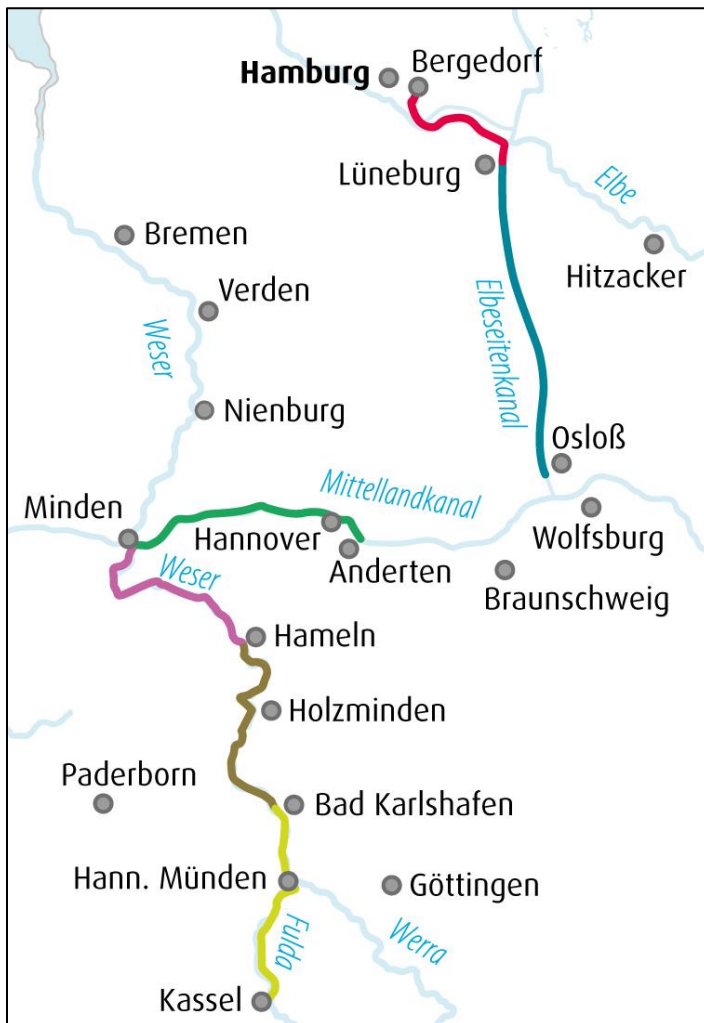 Bergedorf
Hamburg
Lüneburg
Elbe
Hitzacker
Bremen
Verden
Weser
Nienburg
Elbeseitenkanal
Osloß
Mittellandkanal
Minden
Hannover
Wolfsburg
Anderten
Braunschweig
Weser
Hameln
Holzminden
Paderborn
Bad Karlshafen
Hann. Münden
Göttingen
Fulda
Werra
Kassel